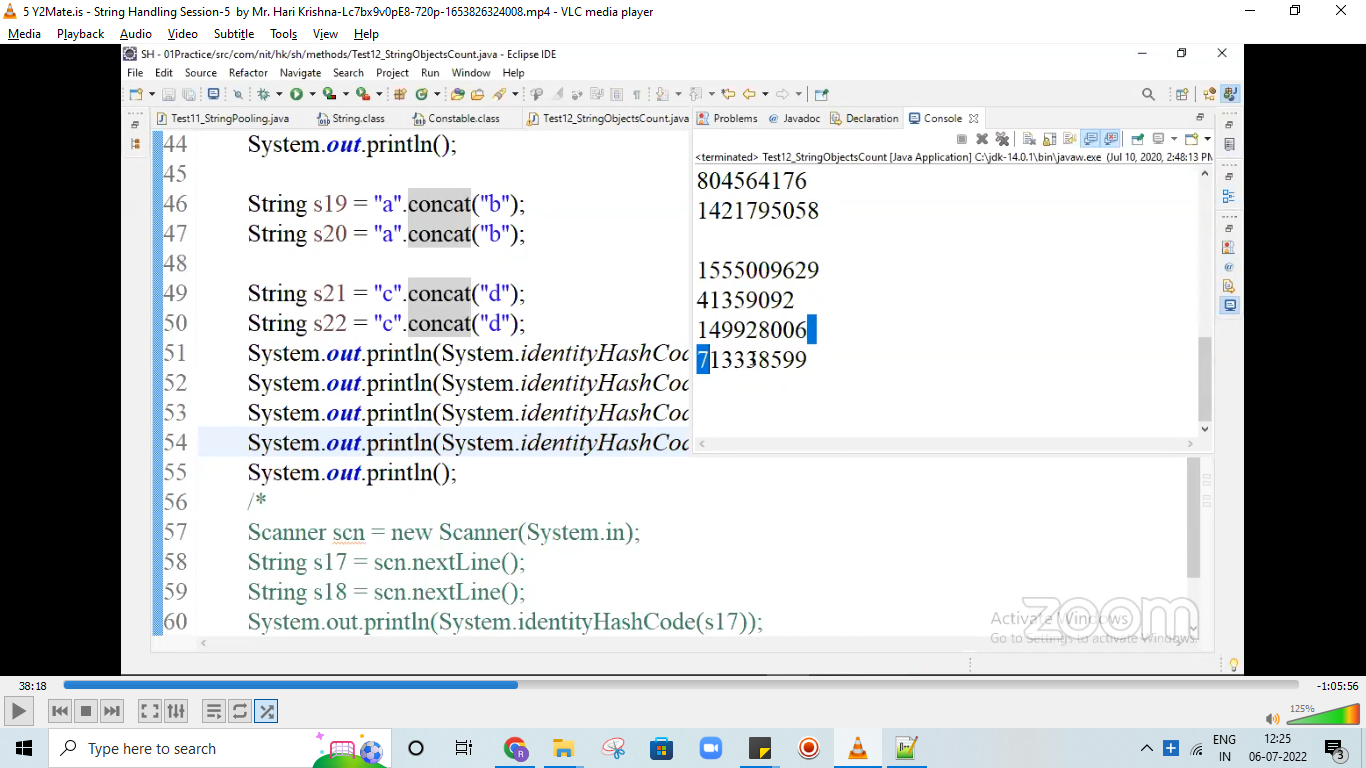 5 Y2Mate.is - String Handling Session-5 by Mr. Hari Krishna-Lc7bx9v0pE8-720p-1653826324008.mp4 - VLC media player
Media Playback Audio Video Subtitle Tools View Help
SH - 01Practice/src/com/nit/hk/sh/methods/Test12_StringObjectsCount.java - Eclipse IDE
File Edit Source Refactor Navigate Search Project Run Window Help
Test11_StringPooling.java String.class Constable.class Test12_StringObjectsCount.java
44 System.out.println();
45
46 String s19 = "a".concat("b");
47 String s20 = "a".concat("b");
48
49 String s21 = "c".concat("d");
50 String s22 = "c".concat("d");
51 System.out.println(System.identityHashCod
52 System.out.println(System.identityHashCod
53 System.out.println(System.identityHashCod
54 System.out.println(System.identityHashCod
55 System.out.println();
56 /*
57 Scanner scn = new Scanner(System.in);
58 String s17 = scn.nextLine();
59 String s18 = scn.nextLine();
60 System.out.println(System.identityHashCode(s17));
Problems Javadoc Declaration Console
<terminated> Test12_StringObjectsCount [Java Application] C:\jdk-14.0.1\bin\javaw.exe (Jul 10, 2020, 2:48:13 PM
804564176
1421795058
1555009629
41359092
149928006
713338599
zoom
Activate Windows
Go to Settings to activate Windows.
38:18
-1:05:56
125%
Type here to search
ENG
IN
12:25
06-07-2022
3